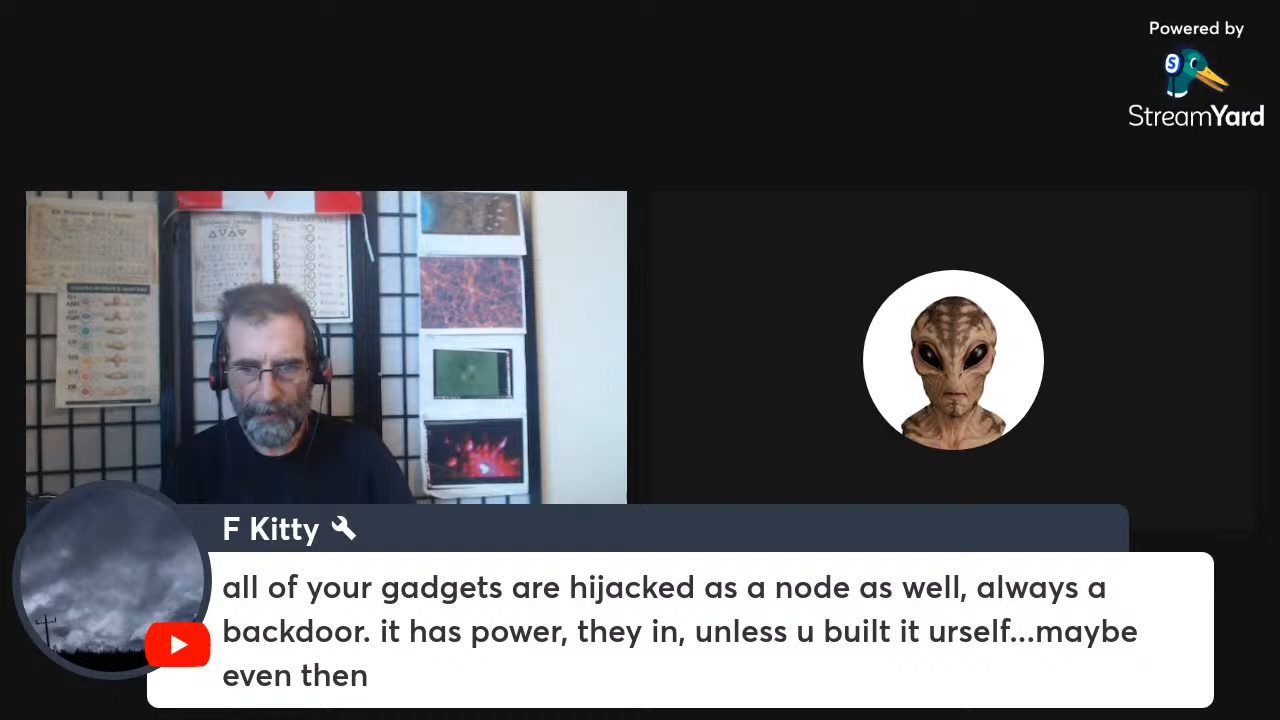 Powered by
StreamYard
F Kitty
all of your gadgets are hijacked as a node as well, always a
backdoor. it has power, they in, unless u built it urself...maybe
even then